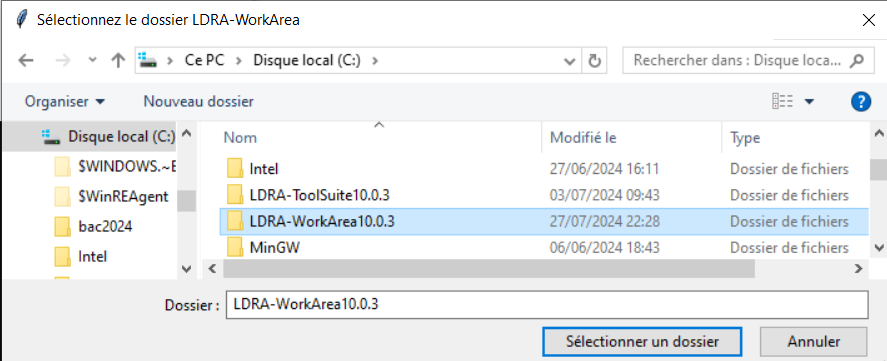 Sélectionnez le dossier LDRA-WorkArea
Ce PC Disque local (C:)
Rechercher dans : Disque loca...
Organiser Nouveau dossier
Disque local (C:)
$WINDOWS.~E
$WinREAgent
bac2024
Intel
Nom Modifié le Type
Intel 27/06/2024 16:11 Dossier de fichiers
LDRA-ToolSuite10.0.3 03/07/2024 09:43 Dossier de fichiers
LDRA-WorkArea10.0.3 27/07/2024 22:28 Dossier de fichiers
MinGW 06/06/2024 18:43 Dossier de fichiers
Dossier : LDRA-WorkArea10.0.3
Sélectionner un dossier Annuler